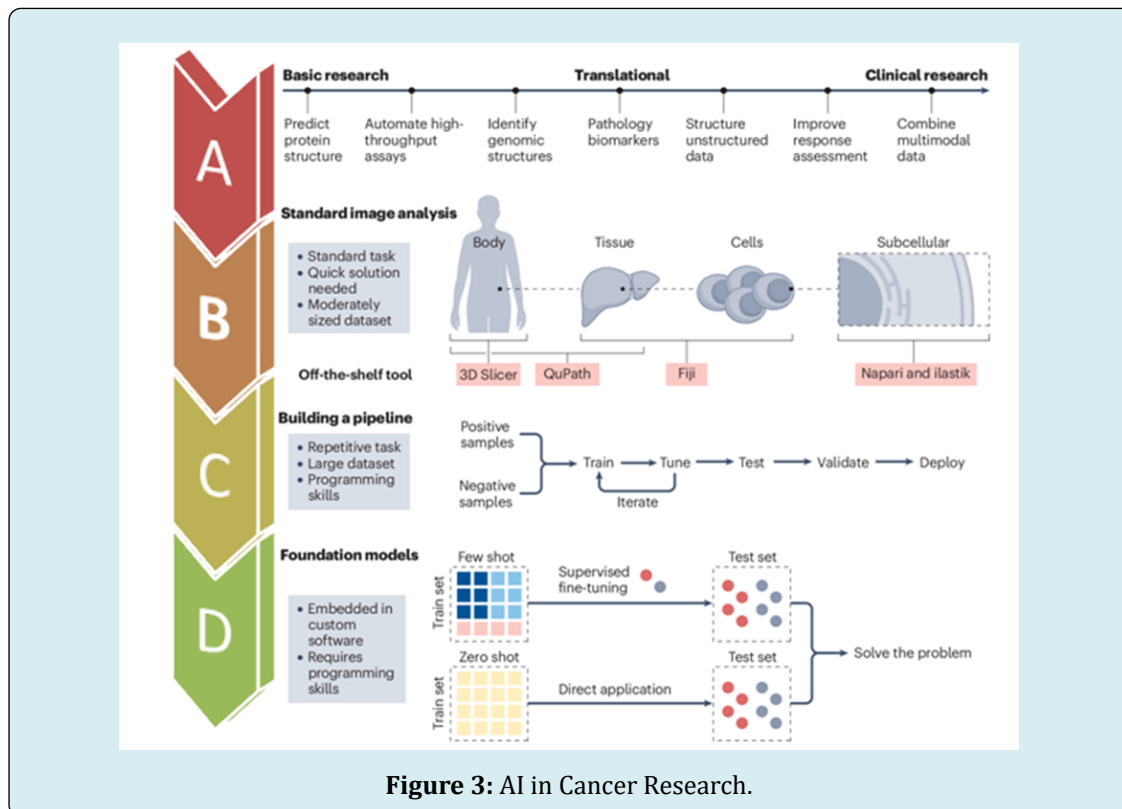 A
Basic research
Translational
Clinical research
Predict
protein
structure
Automate high-
throughput
assays
Identify
genomic
structures
Pathology
biomarkers
Structure
unstructured
data
Improve
response
assessment
Combine
multimodal
data
B
Standard image analysis
• Standard task
• Quick solution
needed
• Moderately
sized dataset
Body
Tissue
Cells
Subcellular
Off-the-shelf tool
3D Slicer
QuPath
Fiji
Napari and ilastik
C
Building a pipeline
• Repetitive task
• Large dataset
• Programming
skills
Positive
samples
Negative
samples
Train
Tune
Test
Validate
Deploy
Iterate
D
Foundation models
• Embedded in
custom
software
• Requires
programming
skills
Few shot
Train set
Supervised
fine-tuning
Test set
Zero shot
Train set
Direct application
Test set
Solve the problem
Figure 3: AI in Cancer Research.